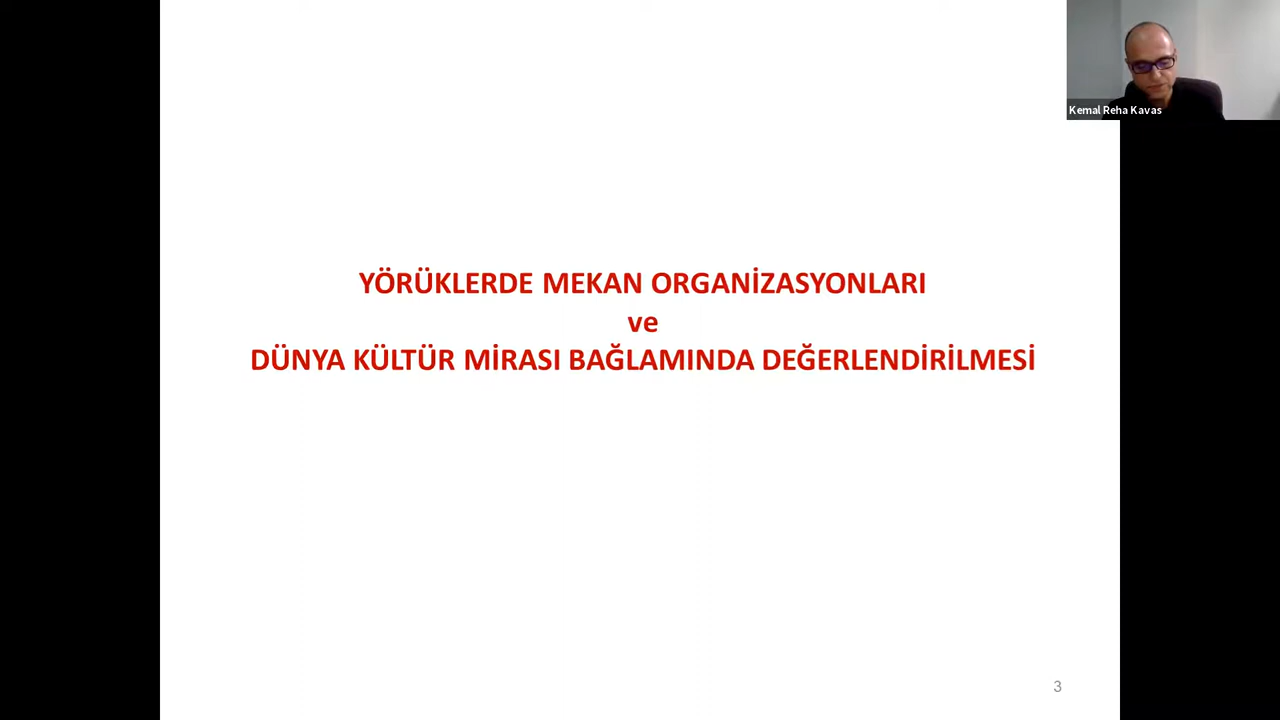 Kemal Reha Kavas
YÖRÜKLERDE MEKAN ORGANİZASYONLARI
ve
DÜNYA KÜLTÜR MİRASI BAĞLAMINDA DEĞERLENDİRİLMESİ
3